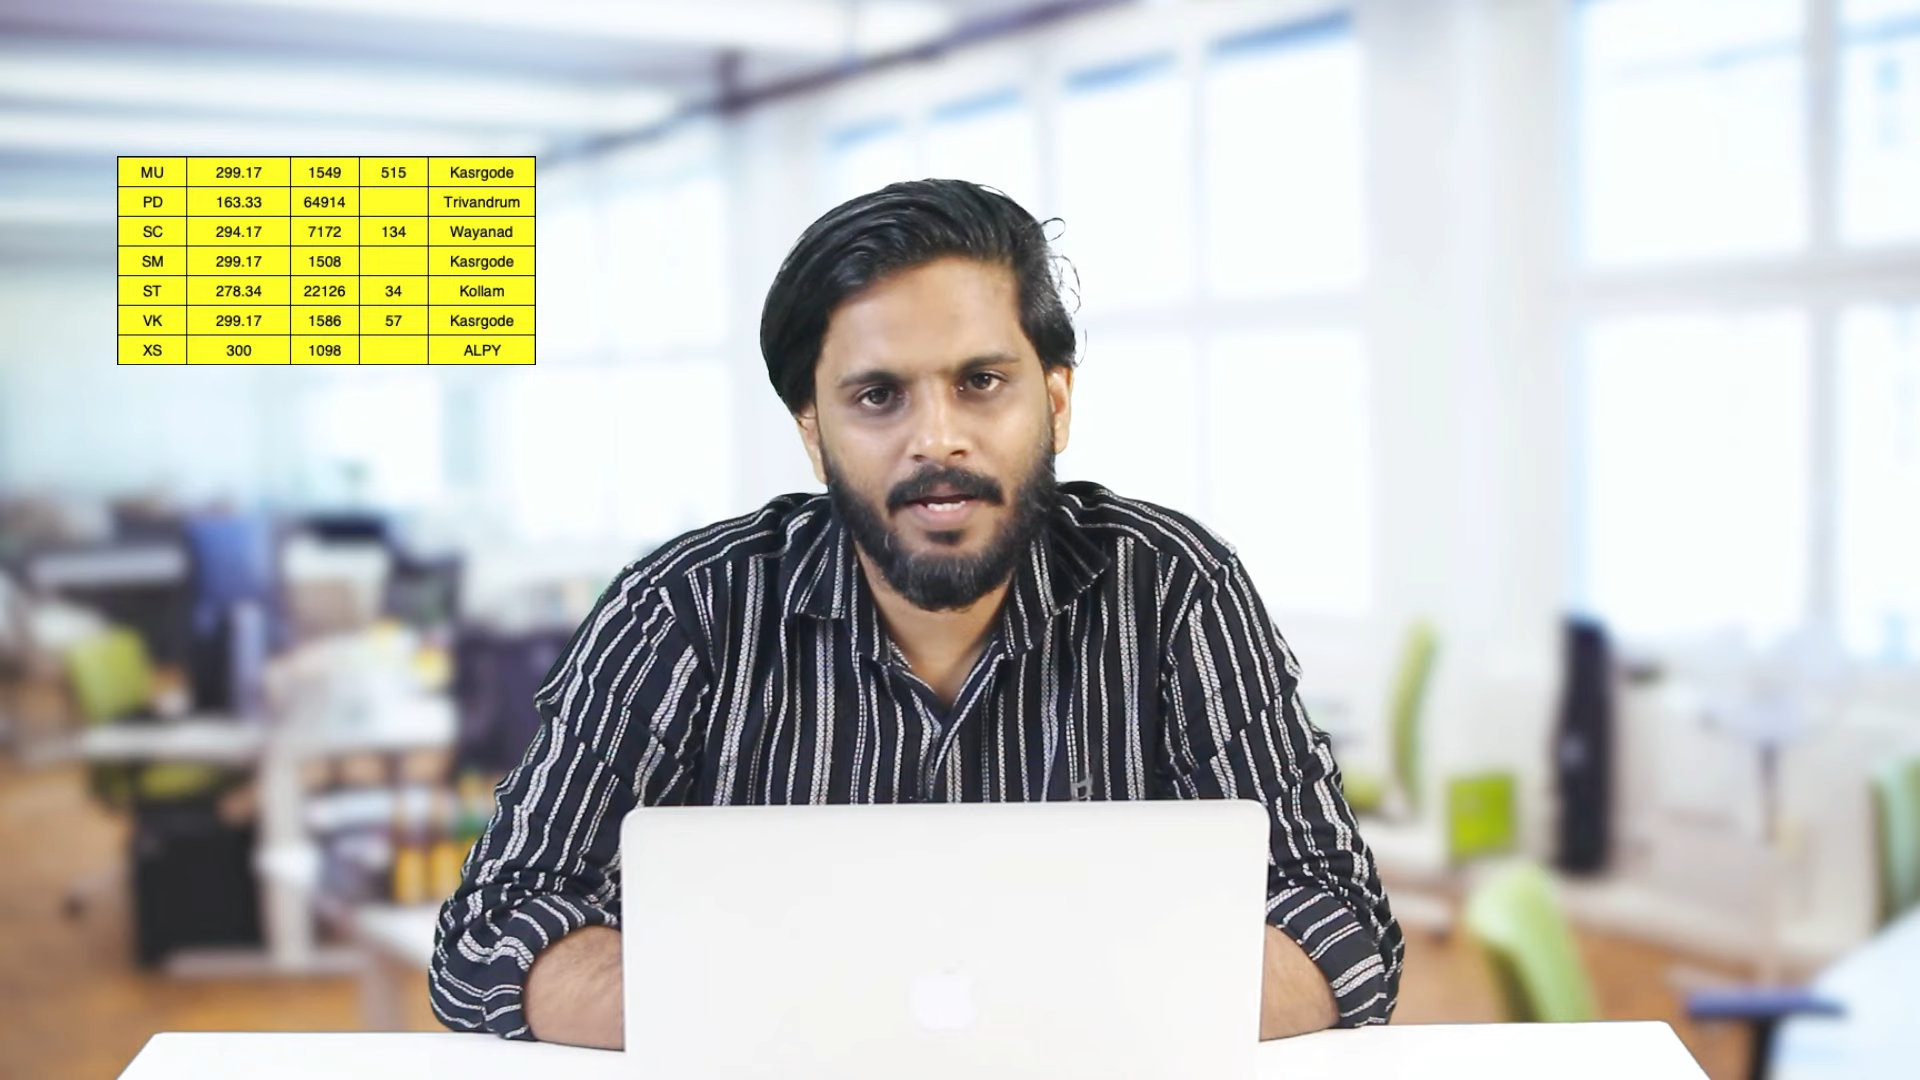 MU 299.17 1549 515 Kasrgode
PD 163.33 64914 Trivandrum
SC 294.17 7172 134 Wayanad
SM 299.17 1508 Kasrgode
ST 278.34 22126 34 Kollam
VK 299.17 1586 57 Kasrgode
XS 300 1098 ALPY